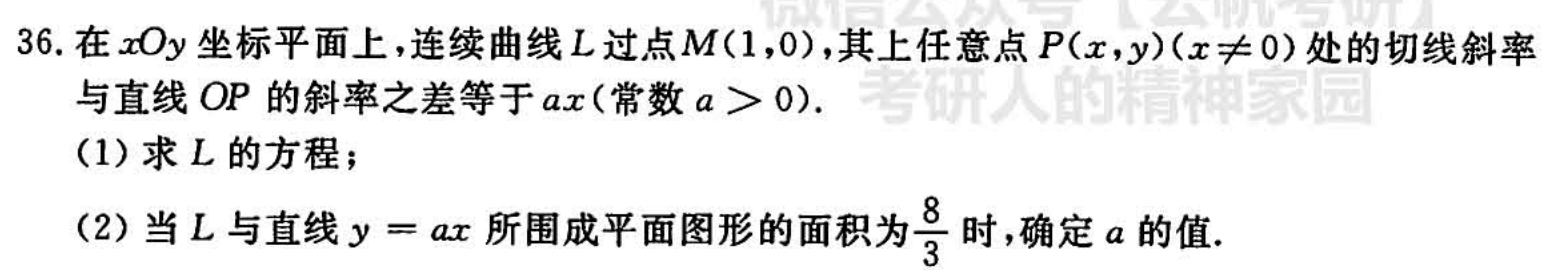 微信公众号【云帆考研】
36. 在 xOy 坐标平面上,连续曲线 L 过点 M(1,0),其上任意点 P(x,y)(x≠0) 处的切线斜率
与直线 OP 的斜率之差等于 ax(常数 a > 0).
考研人的精神家园
(1) 求 L 的方程;
(2) 当 L 与直线 y = ax 所围成平面图形的面积为 8/3 时,确定 a 的值.